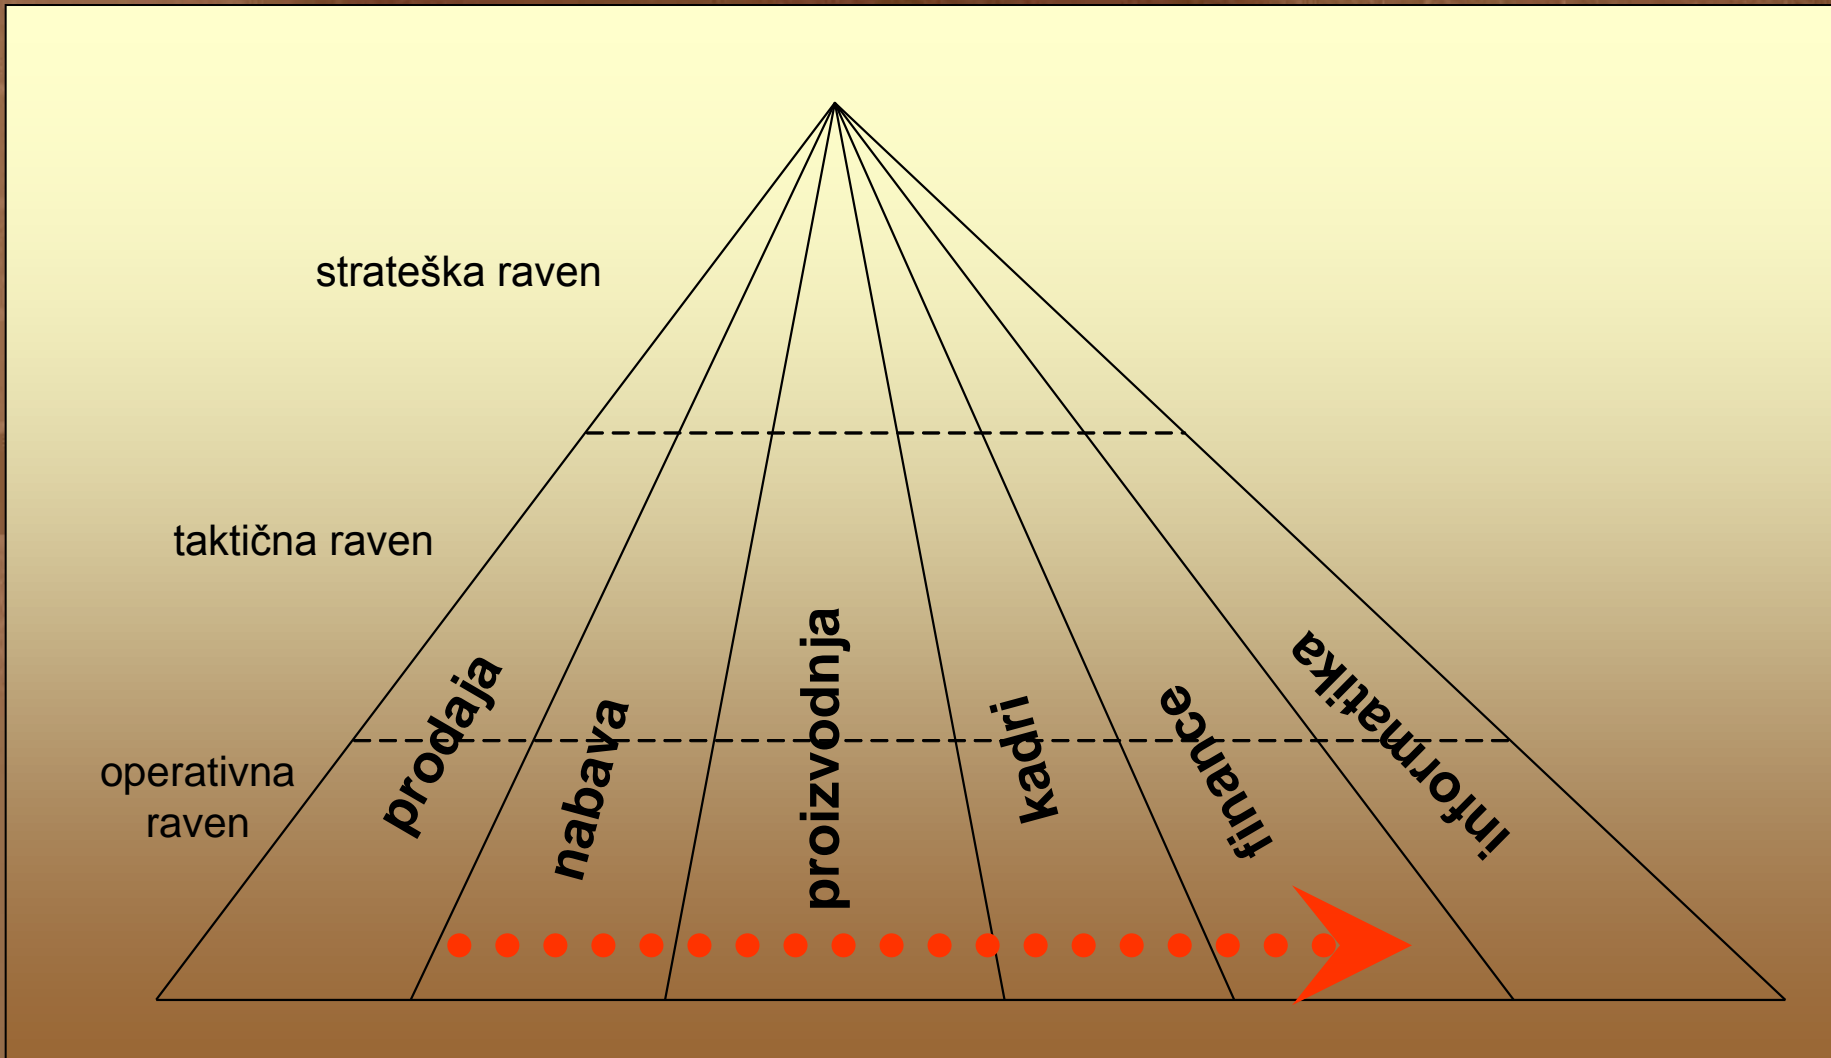 strateška raven
taktična raven
operativna
raven
prodaja
nabava
proizvodnja
kadri
finance
informatika